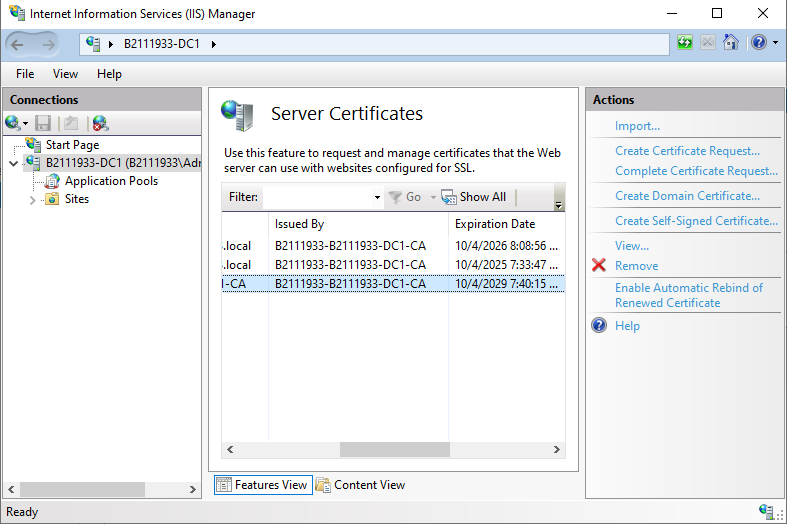 Internet Information Services (IIS) Manager
B2111933-DC1
File View Help
Connections
Start Page
B2111933-DC1 (B2111933\Adr
Application Pools
Sites
Server Certificates
Use this feature to request and manage certificates that the Web
server can use with websites configured for SSL.
Filter: Go Show All
Issued By Expiration Date
.local B2111933-B2111933-DC1-CA 10/4/2026 8:08:56 ...
.local B2111933-B2111933-DC1-CA 10/4/2025 7:33:47 ...
1-CA B2111933-B2111933-DC1-CA 10/4/2029 7:40:15 ...
Features View Content View
Actions
Import...
Create Certificate Request...
Complete Certificate Request...
Create Domain Certificate...
Create Self-Signed Certificate...
View...
Remove
Enable Automatic Rebind of
Renewed Certificate
Help
Ready